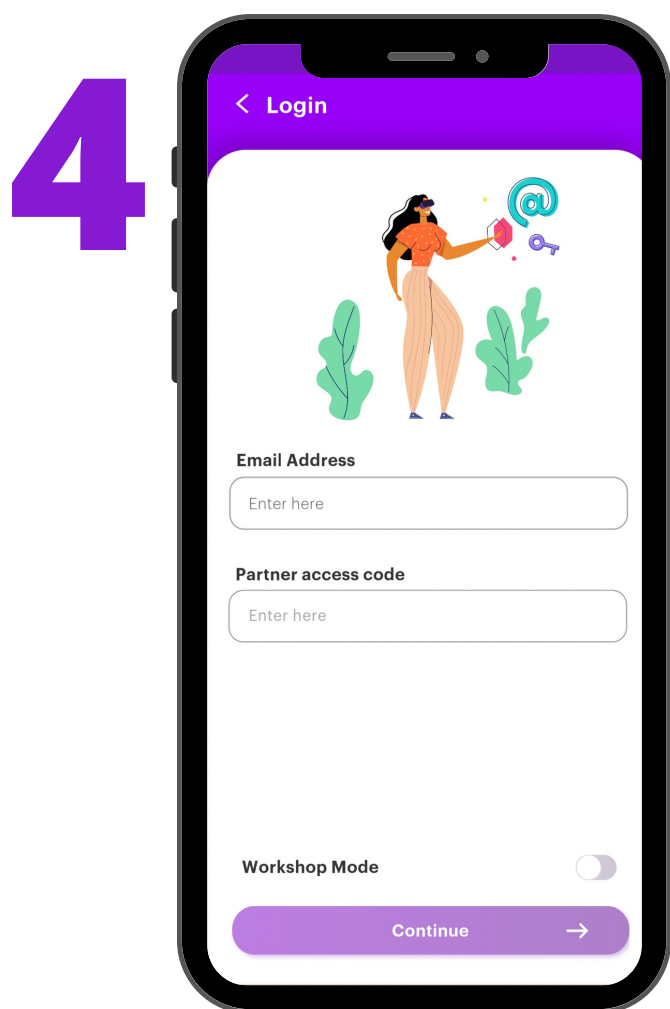 4
Login
@
Email Address
Enter here
Partner access code
Enter here
Workshop Mode
Continue